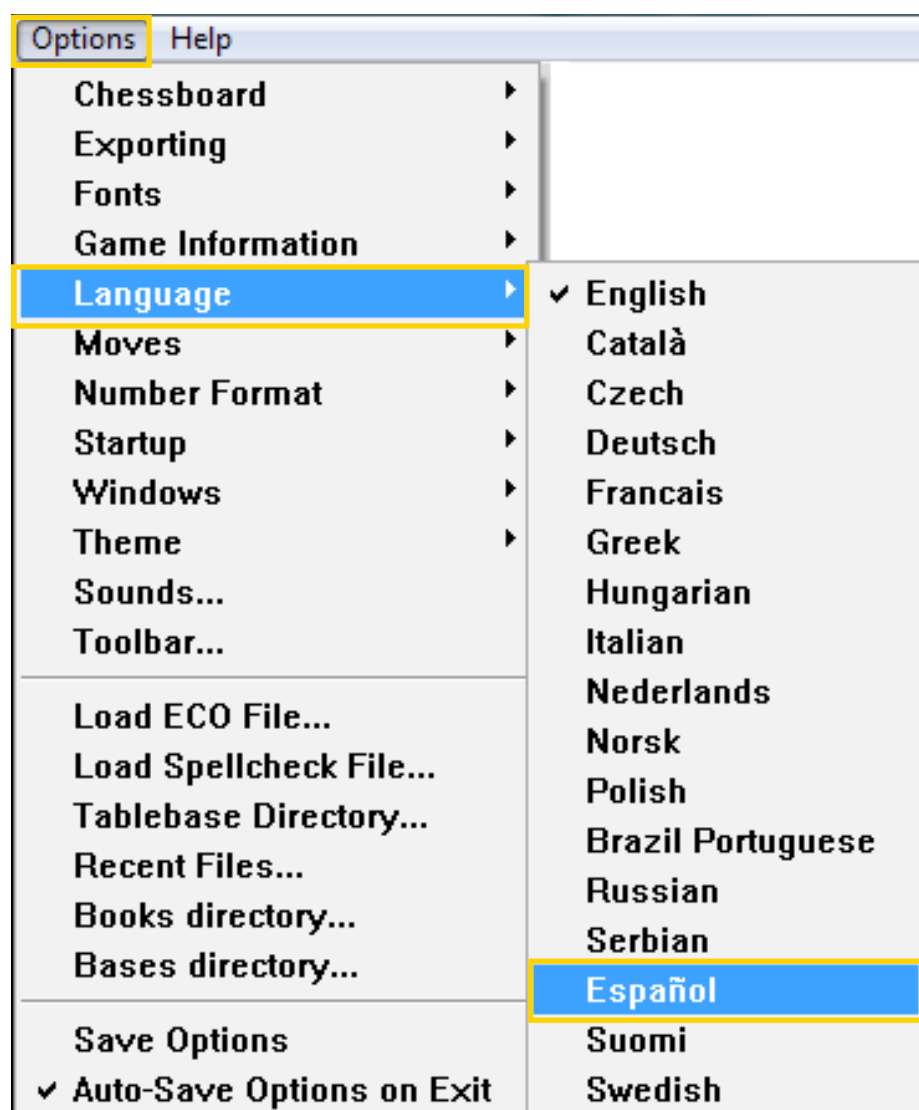 Options Help
Chessboard
Exporting
Fonts
Game Information
Language
Moves
Number Format
Startup
Windows
Theme
Sounds...
Toolbar...
Load ECO File...
Load Spellcheck File...
Tablebase Directory...
Recent Files...
Books directory...
Bases directory...
Save Options
Auto-Save Options on Exit
English
Català
Czech
Deutsch
Francais
Greek
Hungarian
Italian
Nederlands
Norsk
Polish
Brazil Portuguese
Russian
Serbian
Español
Suomi
Swedish